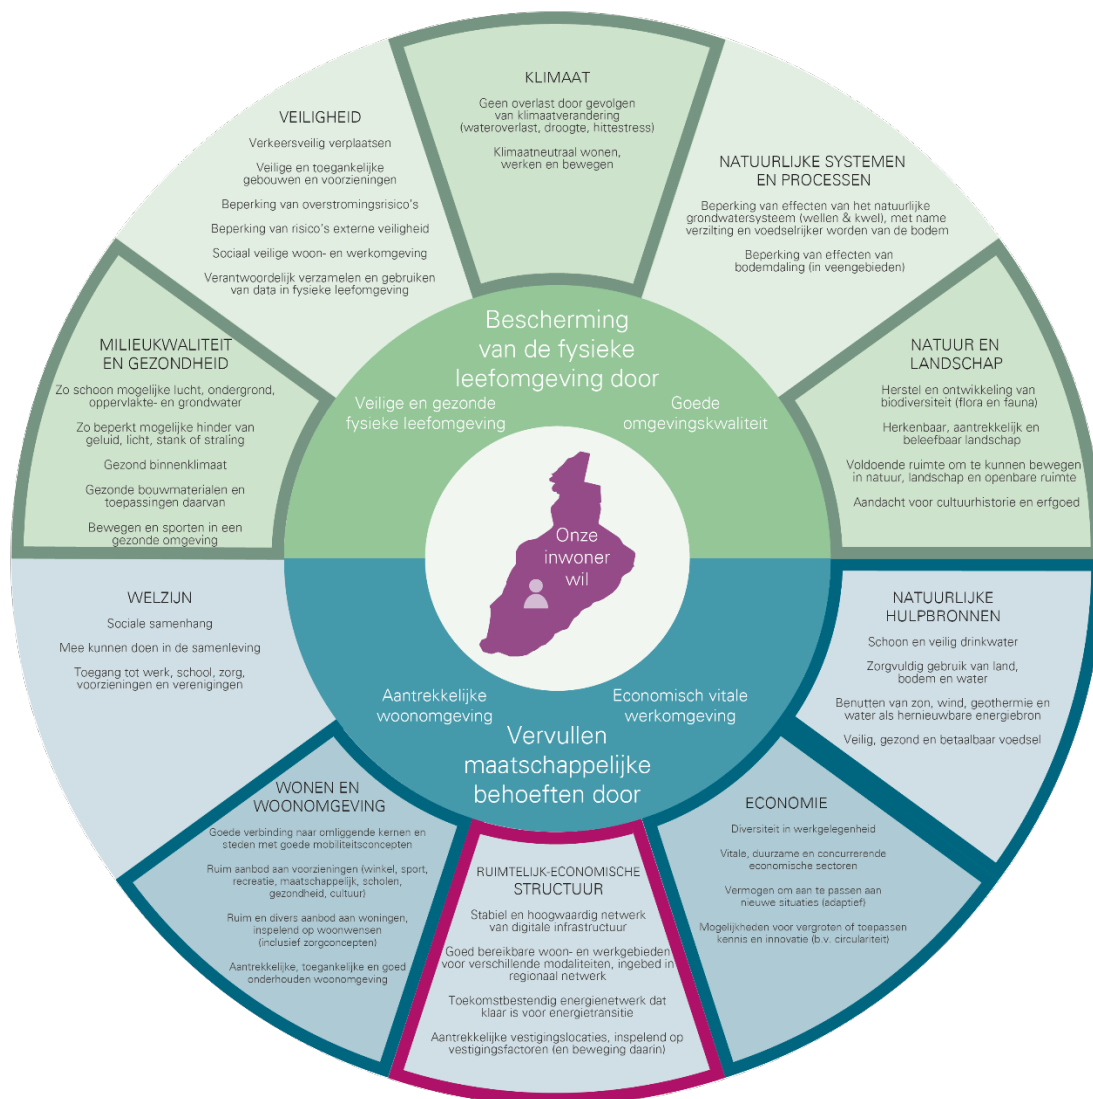 KLIMAAT
Geen overlast door gevolgen
van klimaatverandering
(wateroverlast, droogte, hittestress)
Klimaatneutraal wonen,
werken en bewegen
VEILIGHEID
Verkeersveilig verplaatsen
Veilige en toegankelijke
gebouwen en voorzieningen
Beperking van overstromingsrisico's
Beperking van risico's externe veiligheid
Sociaal veilige woon- en werkomgeving
Verantwoordelijk verzamelen en gebruiken
van data in fysieke leefomgeving
NATUURLIJKE SYSTEMEN
EN PROCESSEN
Beperking van effecten van het natuurlijke
grondwatersysteem (wellen & kwel), met name
verzilting en voedselrijker worden van de bodem
Beperking van effecten van
bodemdaling (in veengebieden)
MILIEUKWALITEIT
EN GEZONDHEID
Zo schoon mogelijke lucht, ondergrond,
oppervlakte- en grondwater
Zo beperkt mogelijke hinder van
geluid, licht, stank of straling
Gezond binnenklimaat
Gezonde bouwmaterialen en
toepassingen daarvan
Bewegen en sporten in een
gezonde omgeving
Bescherming
van de fysieke
leefomgeving door
Veilige en gezonde
fysieke leefomgeving
Goede
omgevingskwaliteit
NATUUR EN
LANDSCHAP
Herstel en ontwikkeling van
biodiversiteit (flora en fauna)
Herkenbaar, aantrekkelijk en
beleefbaar landschap
Voldoende ruimte om te kunnen bewegen
in natuur, landschap en openbare ruimte
Aandacht voor cultuurhistorie en erfgoed
Onze
inwoner
wil
WELZIJN
Sociale samenhang
Mee kunnen doen in de samenleving
Toegang tot werk, school, zorg,
voorzieningen en verenigingen
Aantrekkelijke
woonomgeving
Economisch vitale
werkomgeving
Vervullen
maatschappelijke
behoeften door
NATUURLIJKE
HULPBRONNEN
Schoon en veilig drinkwater
Zorgvuldig gebruik van land,
bodem en water
Benutten van zon, wind, geothermie en
water als hernieuwbare energiebron
Veilig, gezond en betaalbaar voedsel
WONEN EN
WOONOMGEVING
Goede verbinding naar omliggende kernen en
steden met goede mobiliteitsconcepten
Ruim aanbod aan voorzieningen (winkel, sport,
recreatie, maatschappelijk, scholen,
gezondheid, cultuur)
Ruim en divers aanbod aan woningen,
inspelend op woonwensen
(inclusief zorgconcepten)
Aantrekkelijke, toegankelijke en goed
onderhouden woonomgeving
RUIMTELIJK-ECONOMISCHE
STRUCTUUR
Stabiel en hoogwaardig netwerk
van digitale infrastructuur
Goed bereikbare woon- en werkgebieden
voor verschillende modaliteiten, ingebed in
regionaal netwerk
Toekomstbestendig energienetwerk dat
klaar is voor energietransitie
Aantrekkelijke vestigingslocaties, inspelend op
vestigingsfactoren (en beweging daarin)
ECONOMIE
Diversiteit in werkgelegenheid
Vitale, duurzame en concurrerende
economische sectoren
Vermogen om aan te passen aan
nieuwe situaties (adaptief)
Mogelijkheden voor vergroten of toepassen
kennis en innovatie (b.v. circulariteit)